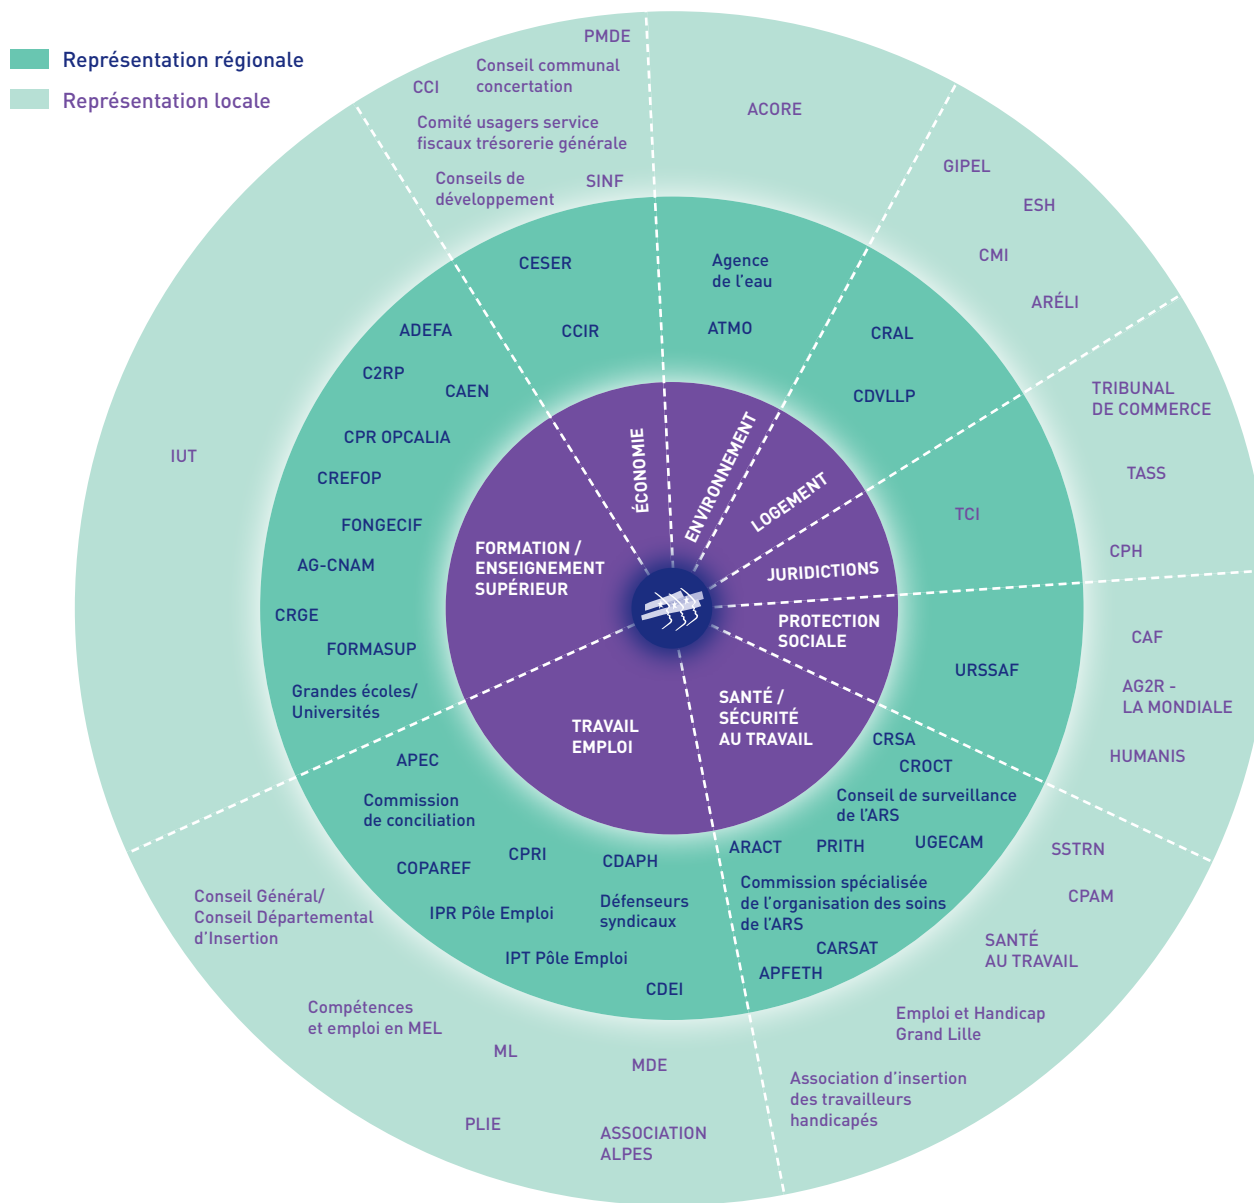 Représentation régionale
Représentation locale
PMDE
Conseil communal
concertation
CCI
Comité usagers service
fiscaux trésorerie générale
Conseils de
développement
SINF
ACORE
GIPEL
ESH
CMI
ARÉLI
TRIBUNAL
DE COMMERCE
TASS
CPH
CAF
AG2R -
LA MONDIALE
HUMANIS
SSTRN
CPAM
SANTÉ
AU TRAVAIL
Emploi et Handicap
Grand Lille
Association d'insertion
des travailleurs
handicapés
MDE
ASSOCIATION
ALPES
ML
PLIE
Compétences
et emploi en MEL
Conseil Général/
Conseil Départemental
d'Insertion
IUT
CESER
CCIR
Agence
de l'eau
ATMO
CRAL
CDVLLP
TCI
URSSAF
CRSA
CROCT
Conseil de surveillance
de l'ARS
UGECAM
PRITH
ARACT
Commission spécialisée
de l'organisation des soins
de l'ARS
CARSAT
APFETH
APEC
Commission
de conciliation
COPAREF
CPRI
CDAPH
IPR Pôle Emploi
Défenseurs
syndicaux
IPT Pôle Emploi
CDEI
ADEFA
C2RP
CAEN
CPR OPCALIA
CREFOP
FONGECIF
AG-CNAM
CRGE
FORMASUP
Grandes écoles/
Universités
ÉCONOMIE
ENVIRONNEMENT
LOGEMENT
JURIDICTIONS
PROTECTION
SOCIALE
SANTÉ /
SÉCURITÉ
AU TRAVAIL
TRAVAIL
EMPLOI
FORMATION /
ENSEIGNEMENT
SUPÉRIEUR